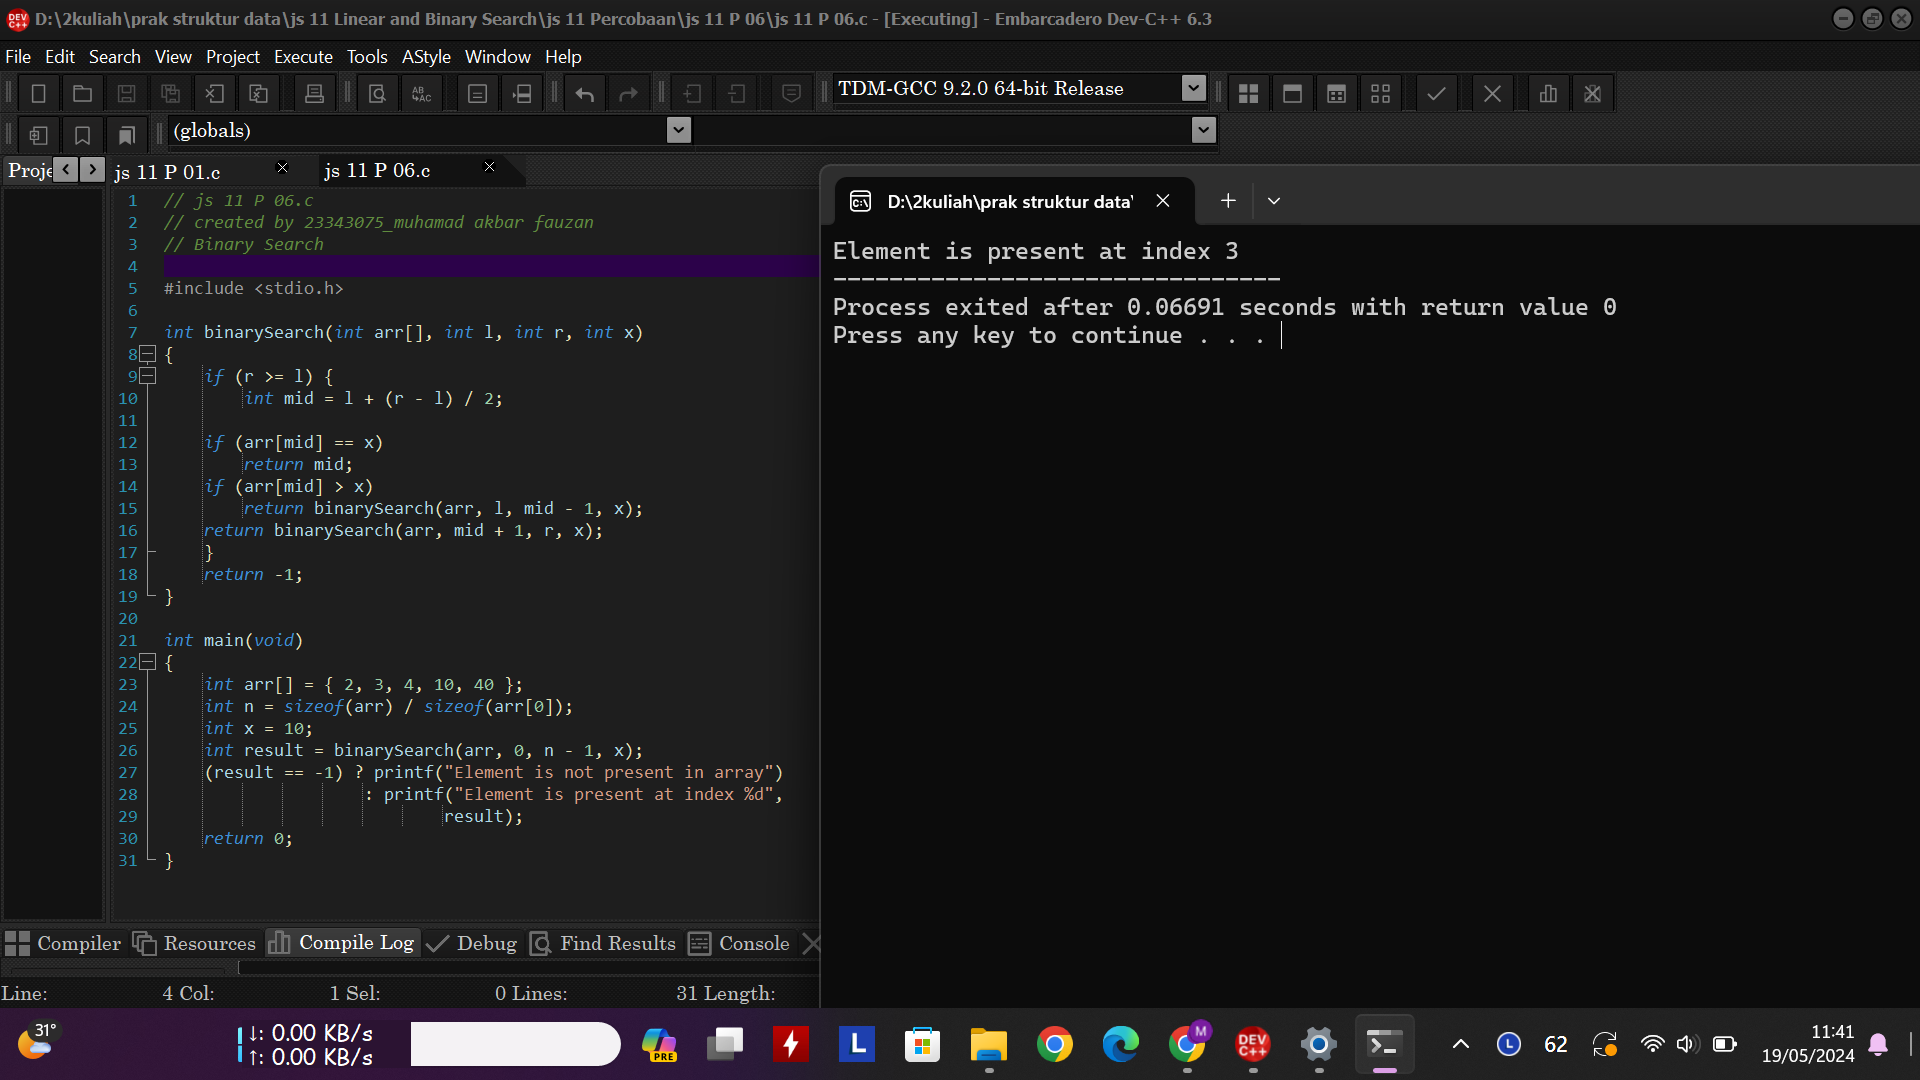 D:\2kuliah\prak struktur data\js 11 Linear and Binary Search\js 11 Percobaan\js 11 P 06\js 11 P 06.c - [Executing] - Embarcadero Dev-C++ 6.3
File Edit Search View Project Execute Tools AStyle Window Help
TDM-GCC 9.2.0 64-bit Release
(globals)
Proje js 11 P 01.c js 11 P 06.c
1 // js 11 P 06.c
2 // created by 23343075_muhamad akbar fauzan
3 // Binary Search
4
5 #include <stdio.h>
6
7 int binarySearch(int arr[], int l, int r, int x)
8 {
9 if (r >= l) {
10 int mid = l + (r - l) / 2;
11
12 if (arr[mid] == x)
13 return mid;
14 if (arr[mid] > x)
15 return binarySearch(arr, l, mid - 1, x);
16 return binarySearch(arr, mid + 1, r, x);
17 }
18 return -1;
19 }
20
21 int main(void)
22 {
23 int arr[] = { 2, 3, 4, 10, 40 };
24 int n = sizeof(arr) / sizeof(arr[0]);
25 int x = 10;
26 int result = binarySearch(arr, 0, n - 1, x);
27 (result == -1) ? printf("Element is not present in array")
28 : printf("Element is present at index %d",
29 result);
30 return 0;
31 }
D:\2kuliah\prak struktur data\
Element is present at index 3
--------------------------------
Process exited after 0.06691 seconds with return value 0
Press any key to continue . . .
Compiler Resources Compile Log Debug Find Results Console
Line: 4 Col: 1 Sel: 0 Lines: 31 Length:
31°
↓: 0.00 KB/s
↑: 0.00 KB/s
PRE
L
M
DEV C++
L
62
11:41
19/05/2024